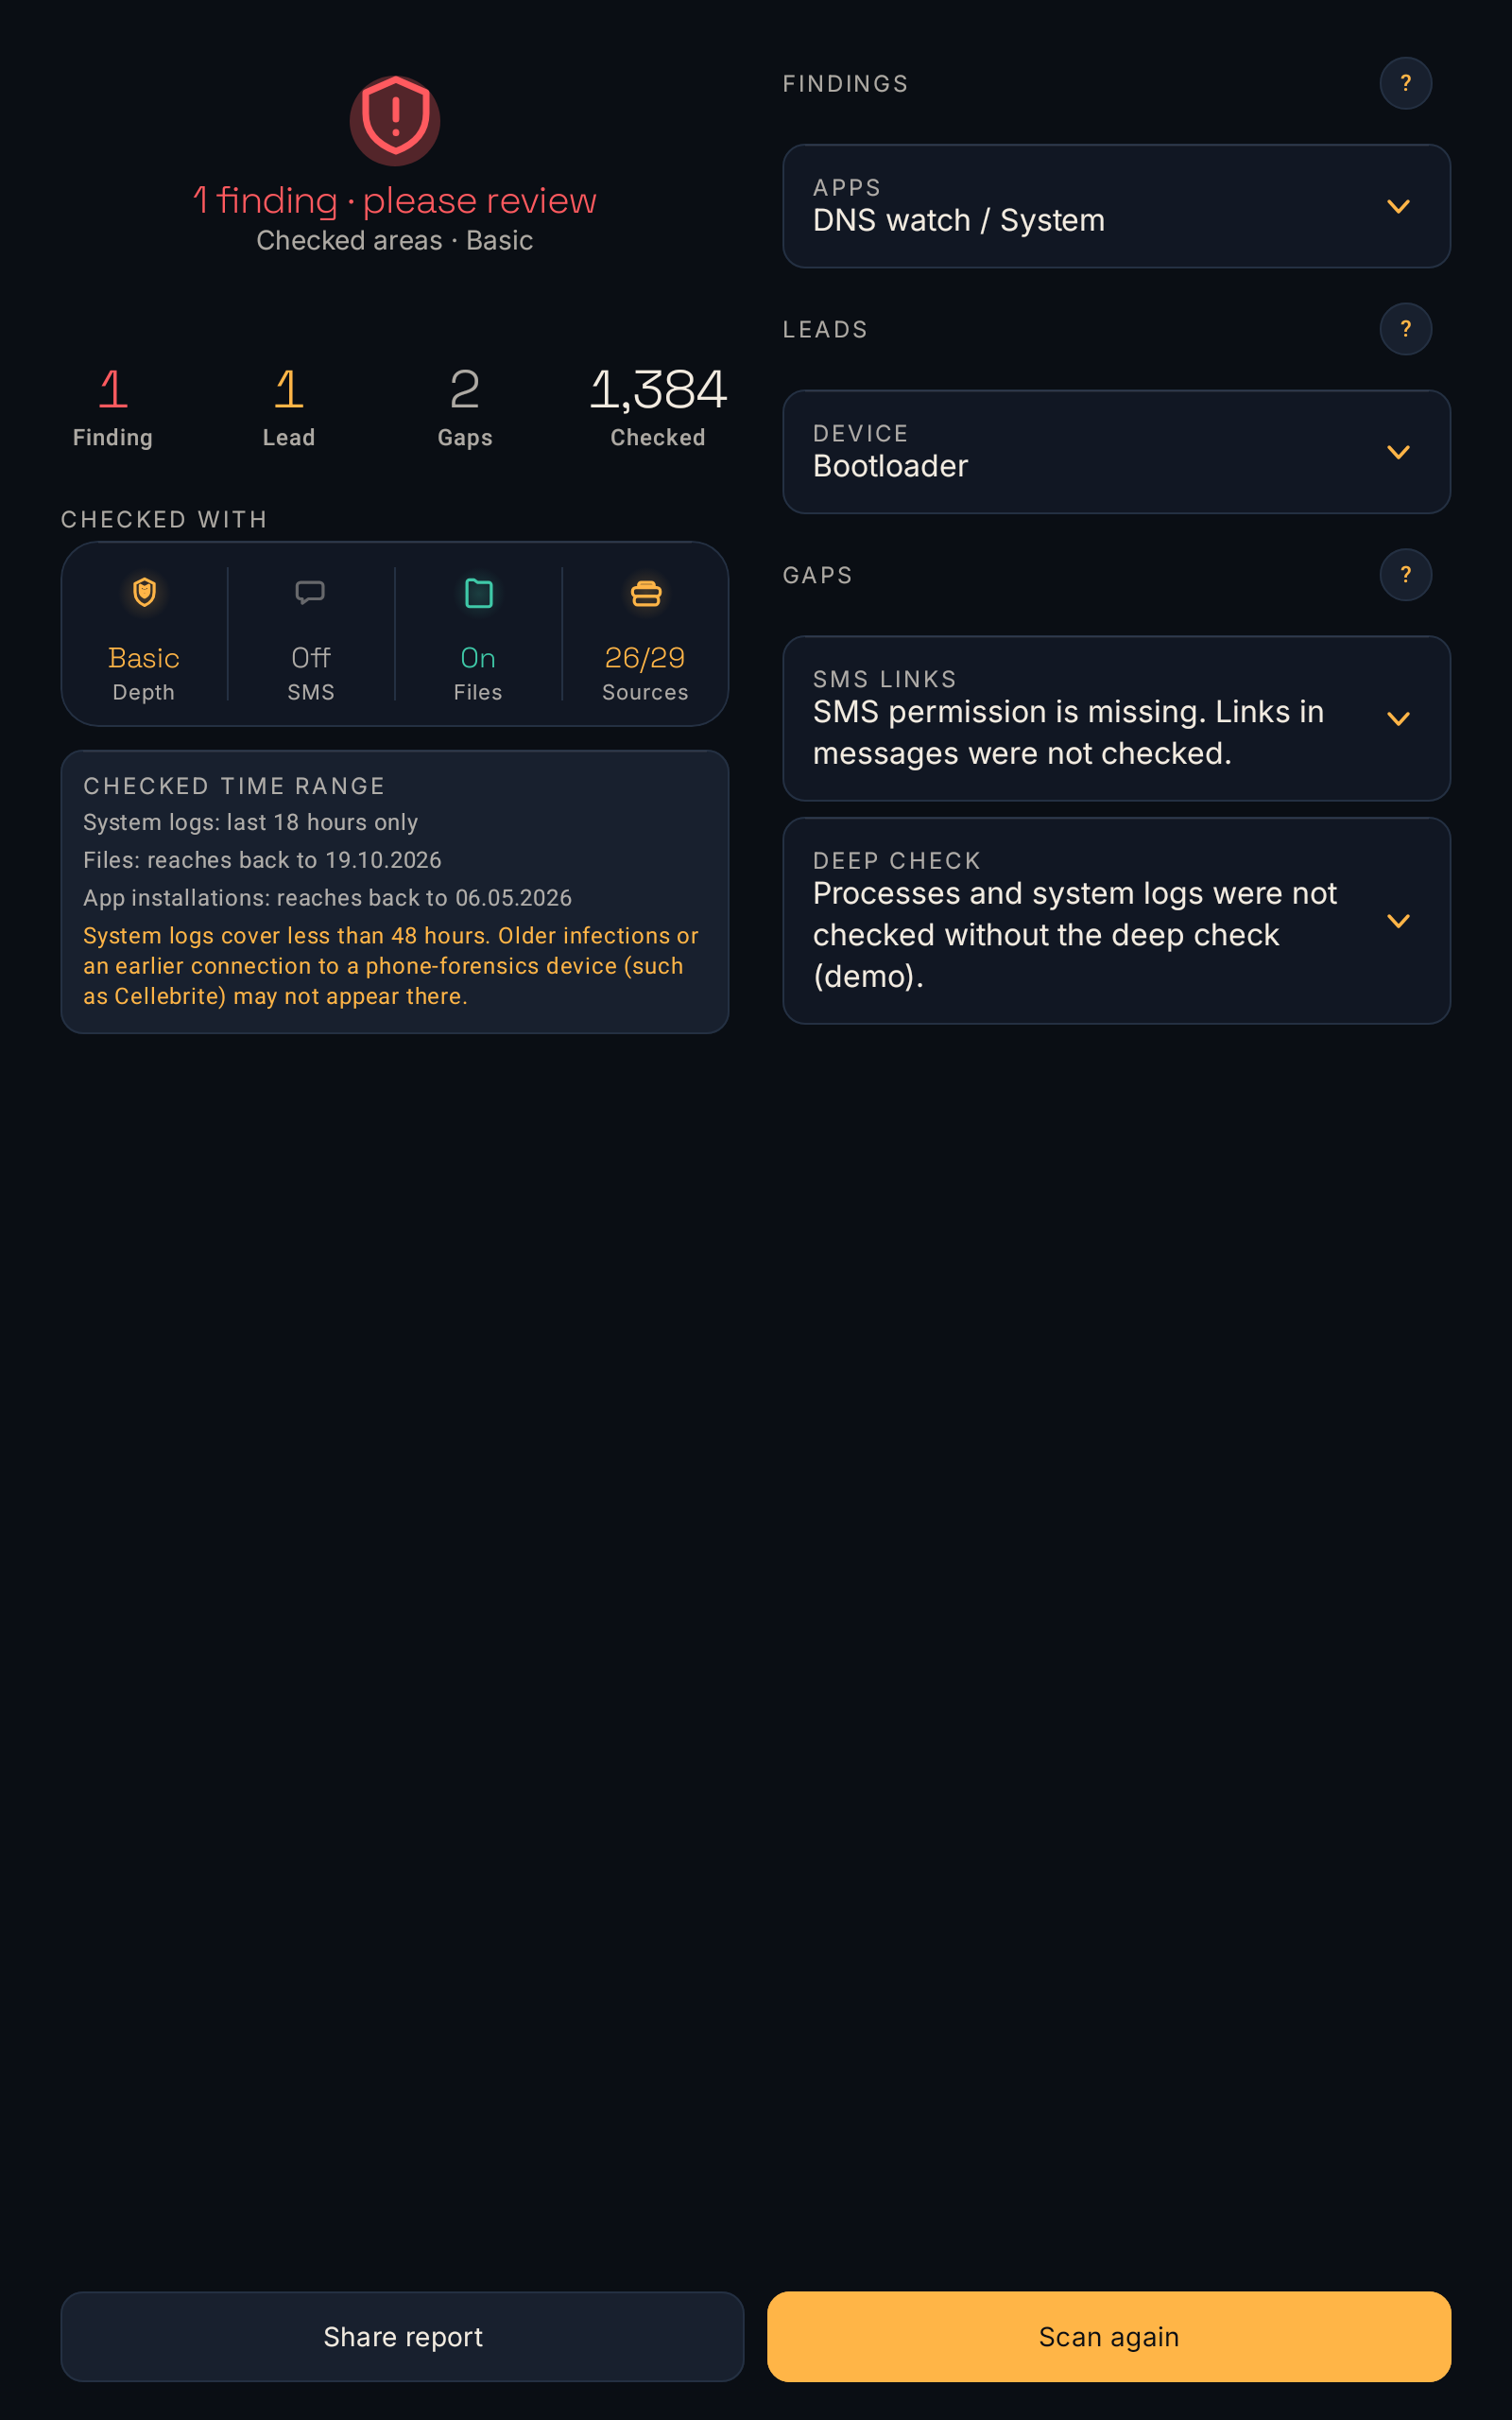 1 finding · please review
Checked areas · Basic
1
Finding
1
Lead
2
Gaps
1,384
Checked
CHECKED WITH
Basic
Depth
Off
SMS
On
Files
26/29
Sources
CHECKED TIME RANGE
System logs: last 18 hours only
Files: reaches back to 19.10.2026
App installations: reaches back to 06.05.2026
System logs cover less than 48 hours. Older infections or
an earlier connection to a phone-forensics device (such
as Cellebrite) may not appear there.
FINDINGS
?
APPS
DNS watch / System
LEADS
?
DEVICE
Bootloader
GAPS
?
SMS LINKS
SMS permission is missing. Links in
messages were not checked.
DEEP CHECK
Processes and system logs were not
checked without the deep check
(demo).
Share report
Scan again